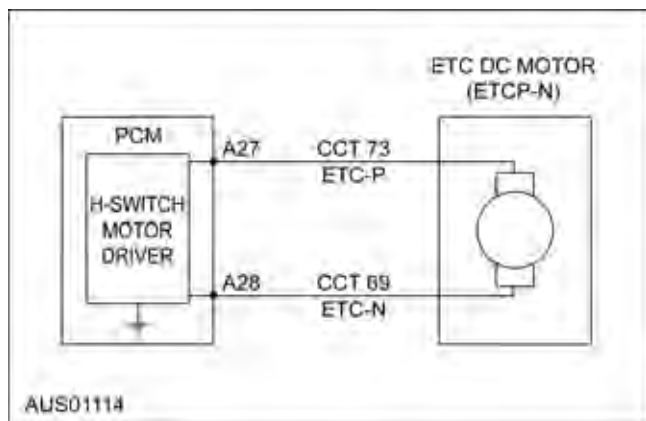 ETC DC MOTOR
(ETCP-N)
PCM
H-SWITCH
MOTOR
DRIVER
A27
CCT 73
ETC-P
A28
CCT 69
ETC-N
AUS01114